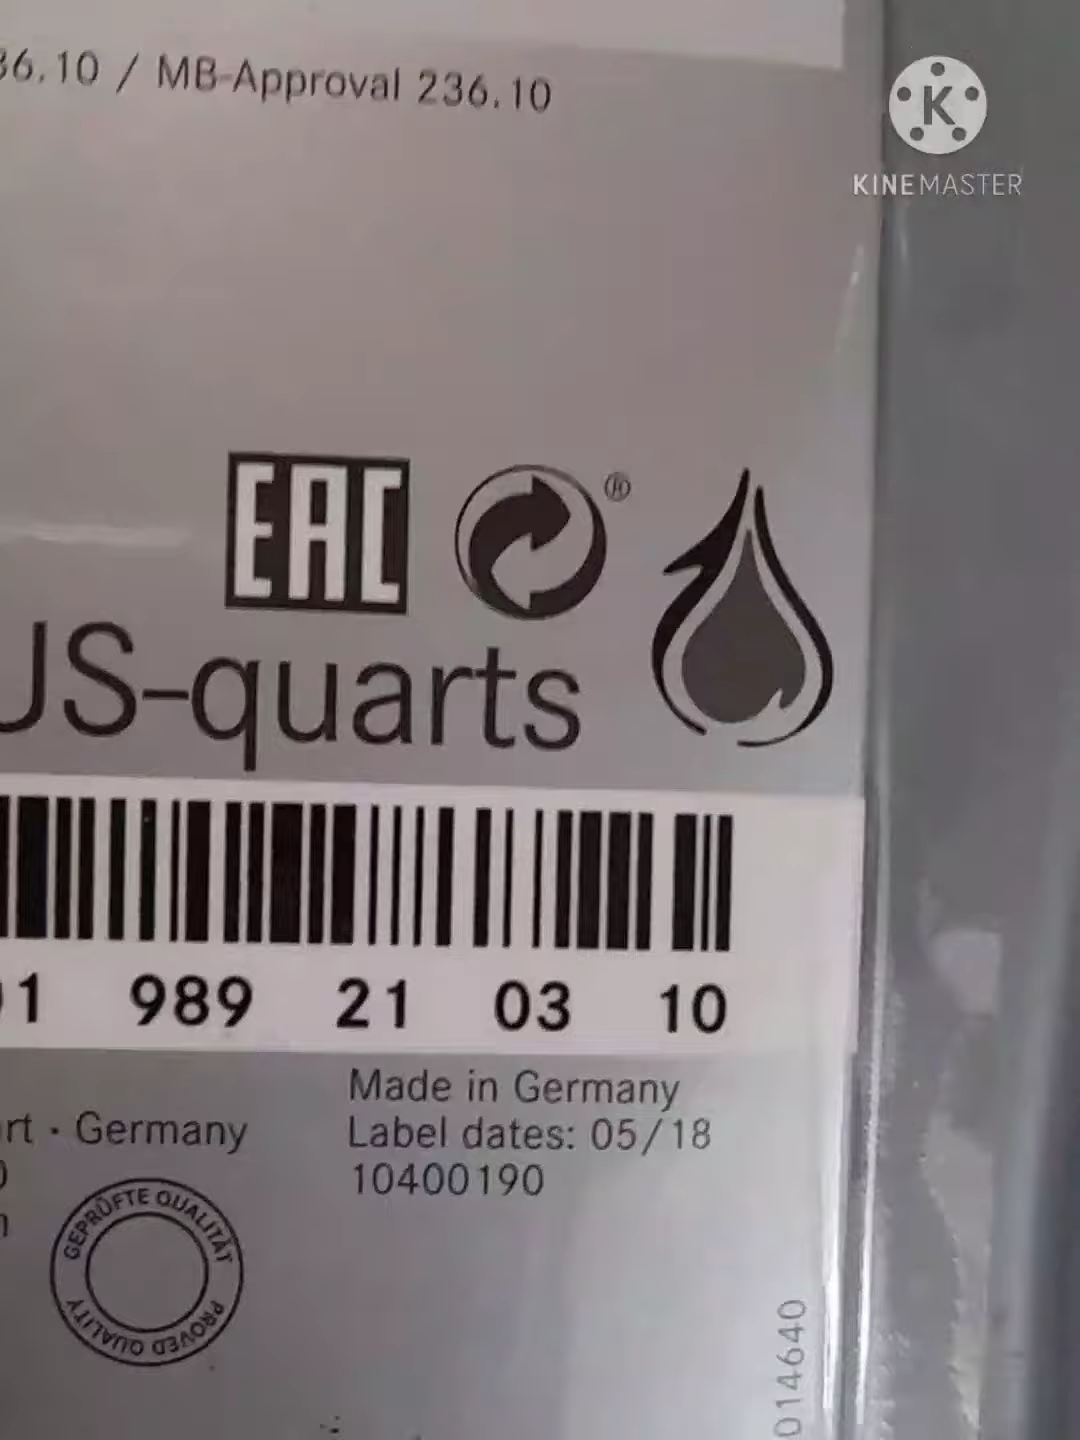 36.10 / MB-Approval 236.10
KINEMASTER
EAC
®
US-quarts
01 989 21 03 10
Made in Germany
rt · Germany
Label dates: 05/18
10400190
GEPRÜFTE QUALITÄT
PROVED QUALITY
014640